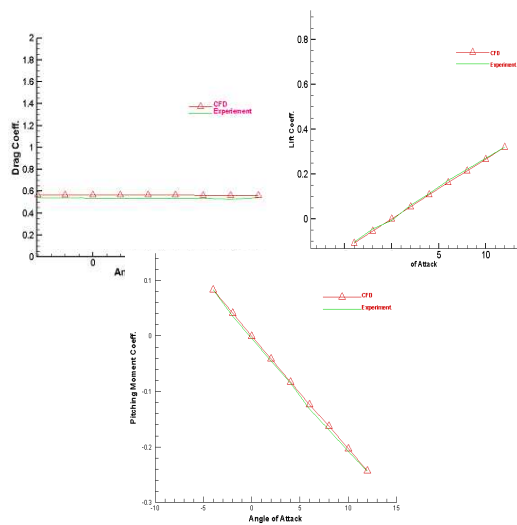 2
1.8
1.6
1.4
1.2
1
0.8
0.6
0.4
0.2
0
Drag Coeff.
CFD
Experiement
0
An
0.8
0.6
0.4
0.2
0
Lift Coeff.
CFD
Experiment
5
10
of Attack
0.1
0
-0.1
-0.2
-0.3
Pitching Moment Coeff.
CFD
Experiment
-10
-5
0
5
10
15
Angle of Attack